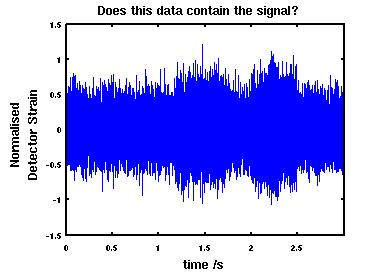 Does this data contain the signal?
1.5
1
0.5
0
-0.5
-1
-1.5
Normalised
Detector Strain
0 0.5 1 1.5 2 2.5
time /s